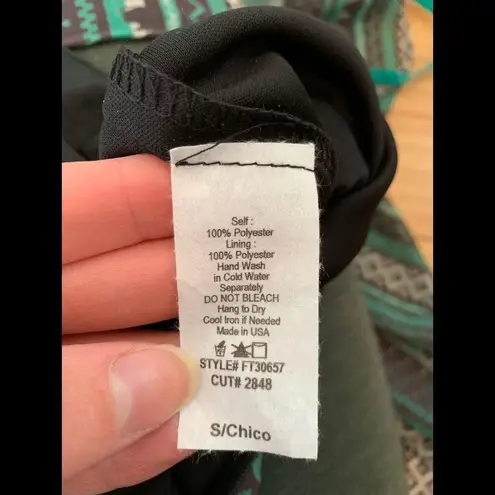 Self :
100% Polyester
Lining :
100% Polyester
Hand Wash
in Cold Water
Separately
DO NOT BLEACH
Hang to Dry
Cool Iron if Needed
Made in USA
STYLE# FT30657
CUT# 2848
S/Chico